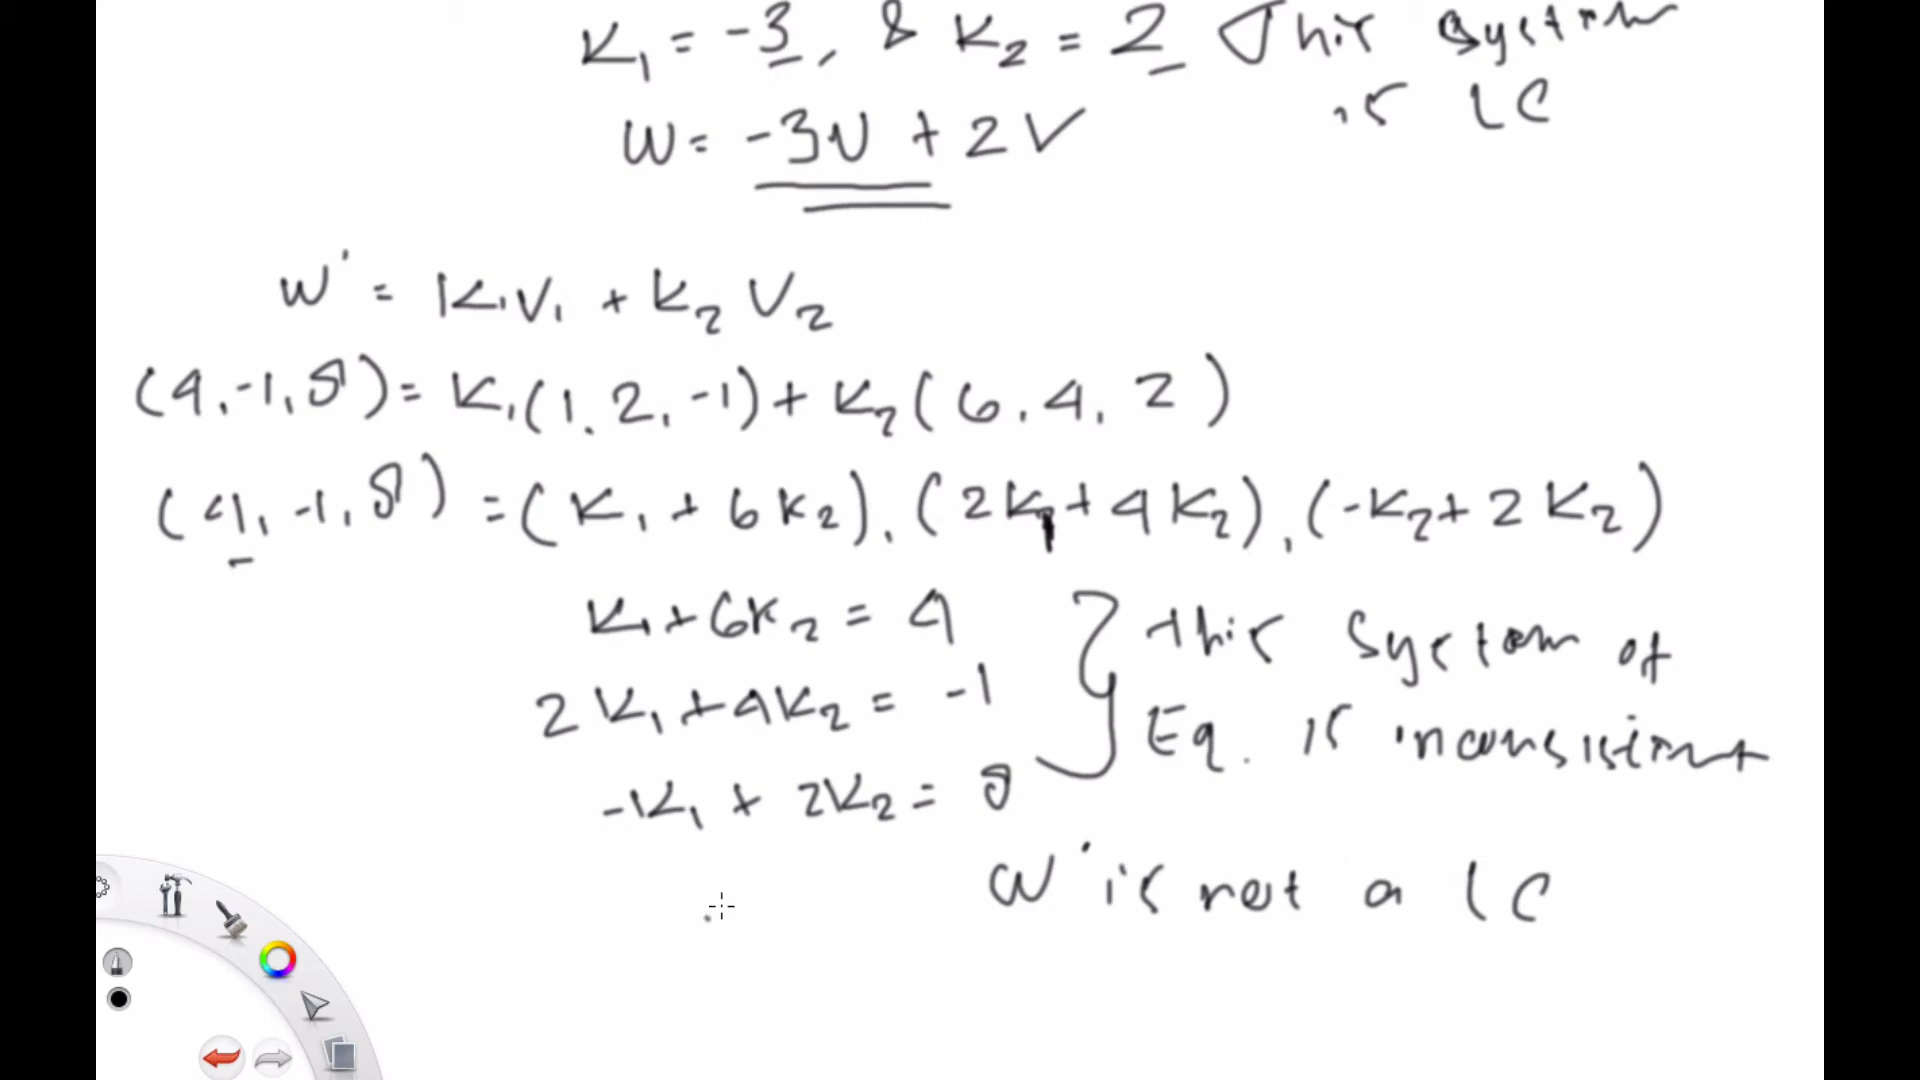 K₁ = -3, & K₂ = 2 This system
is LC
W = -3U + 2V
W' = K₁V₁ + K₂V₂
(4, -1, 8) = K₁(1, 2, -1) + K₂(6, 4, 2)
(4, -1, 8) = (K₁ + 6K₂), (2K₁ + 4K₂), (-K₂ + 2K₂)
K₁ + 6K₂ = 4 } this system of
2K₁ + 4K₂ = -1 Eq. is inconsistent
-K₁ + 2K₂ = 8
W' is not a LC